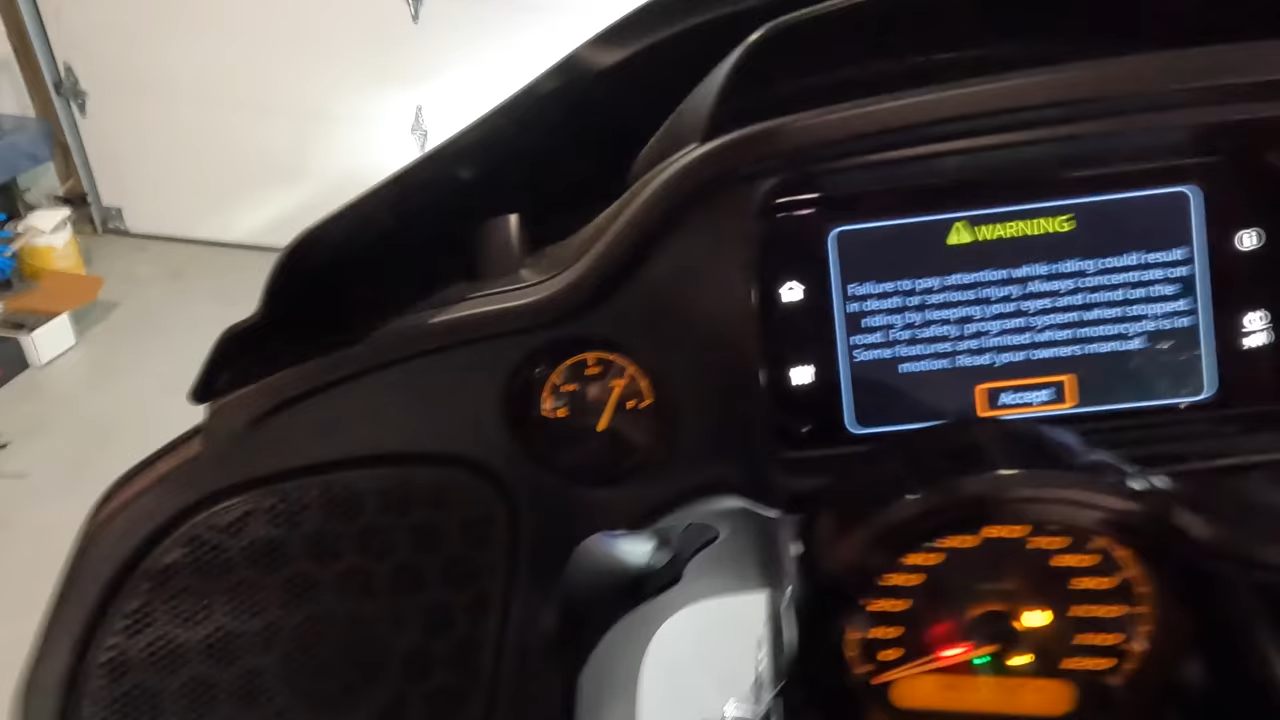 WARNING
Failure to pay attention while riding could result
in death or serious injury. Always concentrate on
riding by keeping your eyes and mind on the
road. For safety, program system when stopped.
Some features are limited when motorcycle is in
motion. Read your owners manual.
Accept